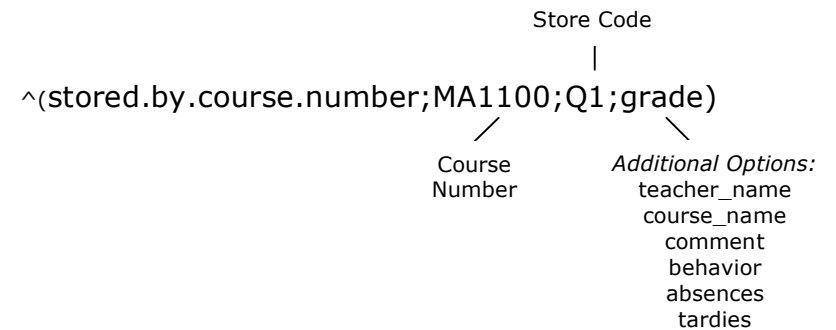 Store Code
^(stored.by.course.number;MA1100;Q1;grade)
Course
Number
Additional Options:
teacher_name
course_name
comment
behavior
absences
tardies